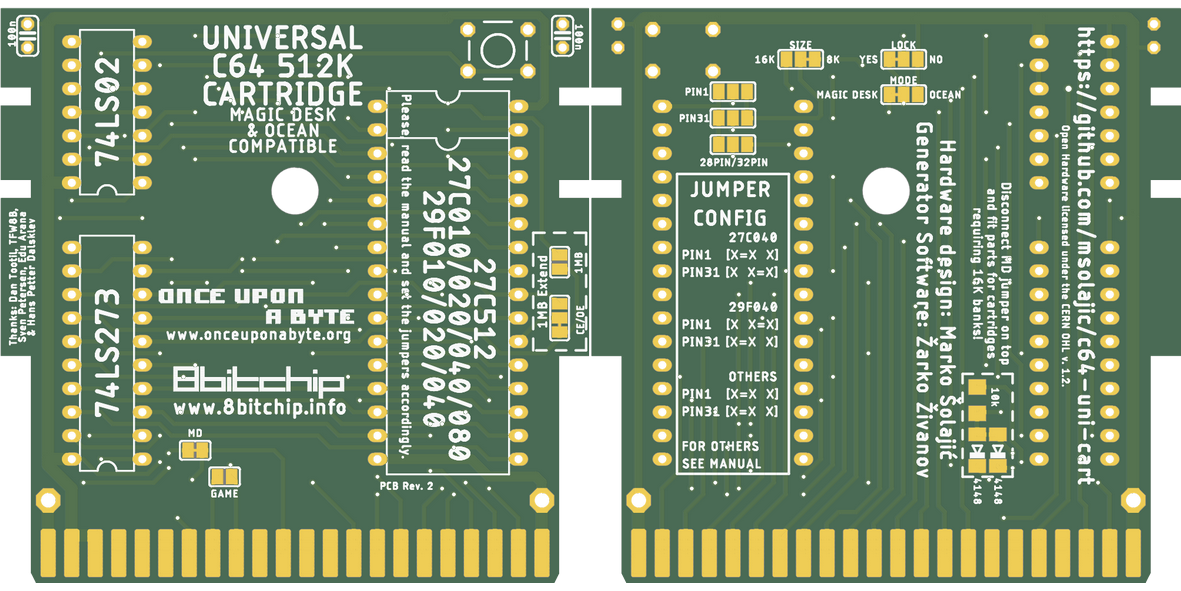 100n
UNIVERSAL
C64 512K
CARTRIDGE
MAGIC DESK
& OCEAN
COMPATIBLE
100n
74LS02
74LS273
Thanks: Dan Tootill, TFW8B,
Sven Petersen, Edu Arana
& Hans Petter Dalsklev
Please read the manual and set the jumpers accordingly.
27C512
27C010/020/040/080
29F010/020/040
1MB Extend
1MB
CE/OE
ONCE UPON
A BYTE
www.onceuponabyte.org
8bitchip
www.8bitchip.info
MD
GAME
PCB Rev. 2
SIZE
16K 8K
LOCK
YES NO
MODE
MAGIC DESK OCEAN
PIN1
PIN31
28PIN/32PIN
JUMPER
CONFIG
27C040
PIN1 [X=X X]
PIN31 [X X=X]
29F040
PIN1 [X X=X]
PIN31 [X=X X]
OTHERS
PIN1 [X=X X]
PIN31 [X=X X]
FOR OTHERS
SEE MANUAL
https://github.com/msolajic/c64-uni-cart
Open Hardware licensed under the CERN OHL v. 1.2.
Disconnect MD jumper on top
and fit parts for cartridges
requiring 16K banks!
Hardware design: Marko Šolajić
Generator Software: Žarko Živanov
10k
4148
4148